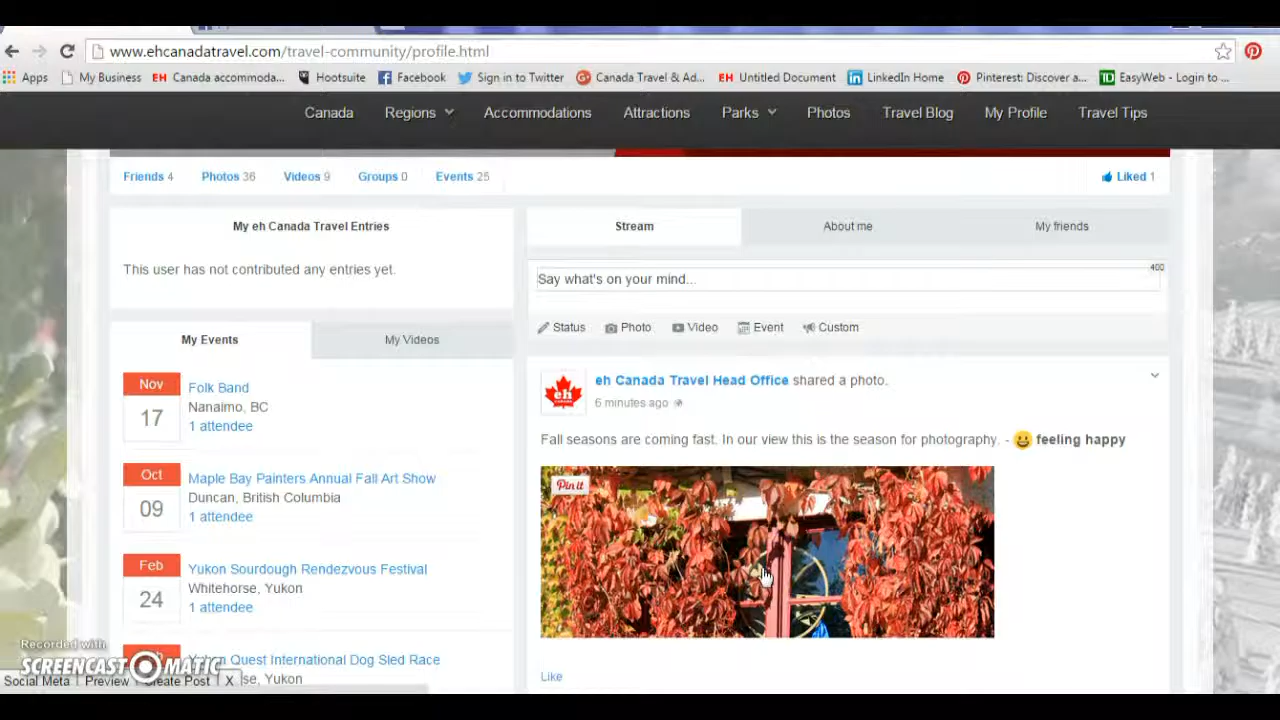 www.ehcanadatravel.com/travel-community/profile.html
Apps My Business EH Canada accommoda... Hootsuite Facebook Sign in to Twitter Canada Travel & Ad... EH Untitled Document LinkedIn Home Pinterest: Discover a... EasyWeb - Login to ...
Canada Regions Accommodations Attractions Parks Photos Travel Blog My Profile Travel Tips
Friends 4 Photos 36 Videos 9 Groups 0 Events 25 Liked 1
My eh Canada Travel Entries
This user has not contributed any entries yet.
My Events My Videos
Nov
17
Folk Band
Nanaimo, BC
1 attendee
Oct
09
Maple Bay Painters Annual Fall Art Show
Duncan, British Columbia
1 attendee
Feb
24
Yukon Sourdough Rendezvous Festival
Whitehorse, Yukon
1 attendee
Quest International Dog Sled Race
Yukon
Stream About me My friends
400
Say what's on your mind...
Status Photo Video Event Custom
eh
eh Canada Travel Head Office shared a photo.
6 minutes ago
Fall seasons are coming fast. In our view this is the season for photography. - feeling happy
Pin it
Like
Recorded with
SCREENCAST-O-MATIC
Social Meta Preview Create Post X